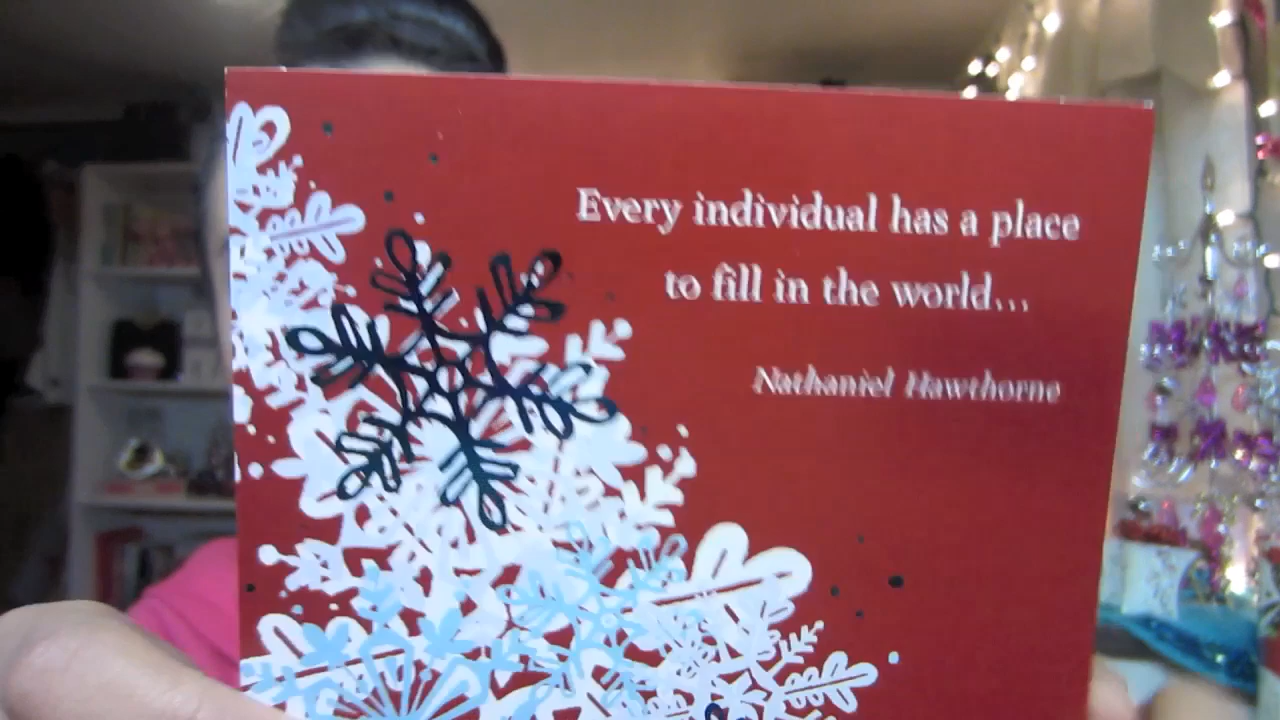 Every individual has a place
to fill in the world...
Nathaniel Hawthorne